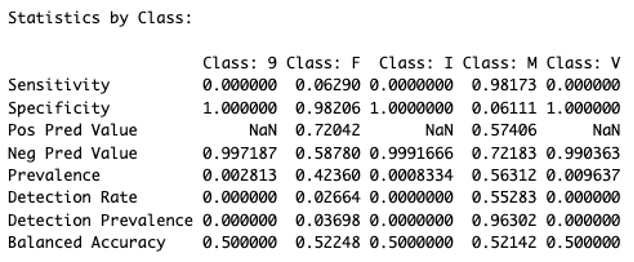 Statistics by Class:
Class: 9 Class: F Class: I Class: M Class: V
Sensitivity 0.000000 0.06290 0.0000000 0.98173 0.000000
Specificity 1.000000 0.98206 1.0000000 0.06111 1.000000
Pos Pred Value NaN 0.72042 NaN 0.57406 NaN
Neg Pred Value 0.997187 0.58780 0.9991666 0.72183 0.990363
Prevalence 0.002813 0.42360 0.0008334 0.56312 0.009637
Detection Rate 0.000000 0.02664 0.0000000 0.55283 0.000000
Detection Prevalence 0.000000 0.03698 0.0000000 0.96302 0.000000
Balanced Accuracy 0.500000 0.52248 0.5000000 0.52142 0.500000